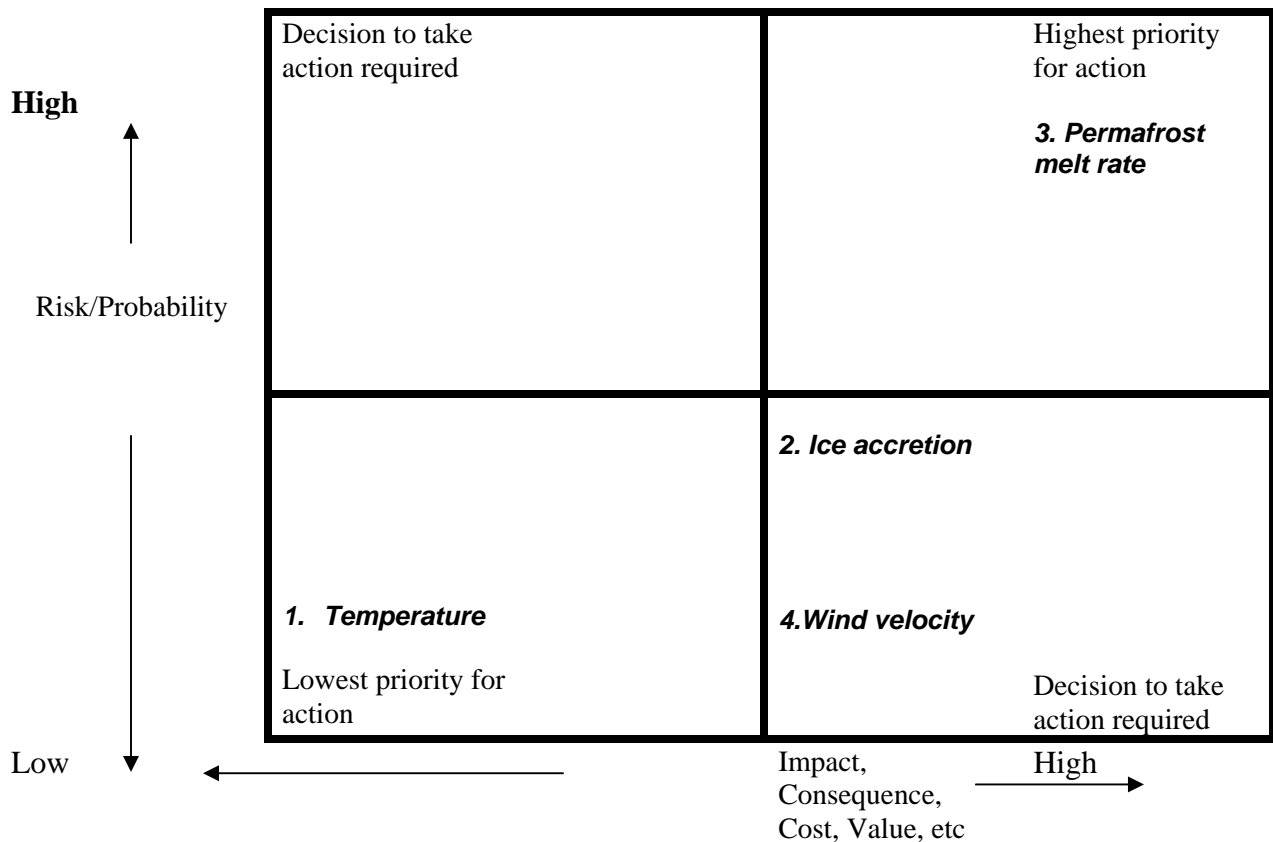 Decision to take
action required
Highest priority
for action
High
3. Permafrost
melt rate
Risk/Probability
2. Ice accretion
1. Temperature
4.Wind velocity
Lowest priority for
action
Decision to take
action required
Low
Impact,
Consequence,
Cost, Value, etc
High